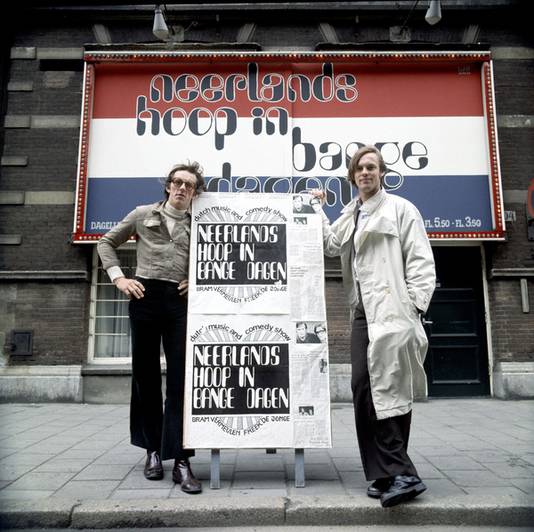 neerlands
hoop in
bange
dagen
DAGELI
FL 5.50 - FL 3.50
dutch music and comedy show
NEERLANDS
HOOP IN
BANGE DAGEN
BRAM VERMEULEN FREEK DE JONGE
dutch music and comedy show
NEERLANDS
HOOP IN
BANGE DAGEN
BRAM VERMEULEN FREEK DE JONGE